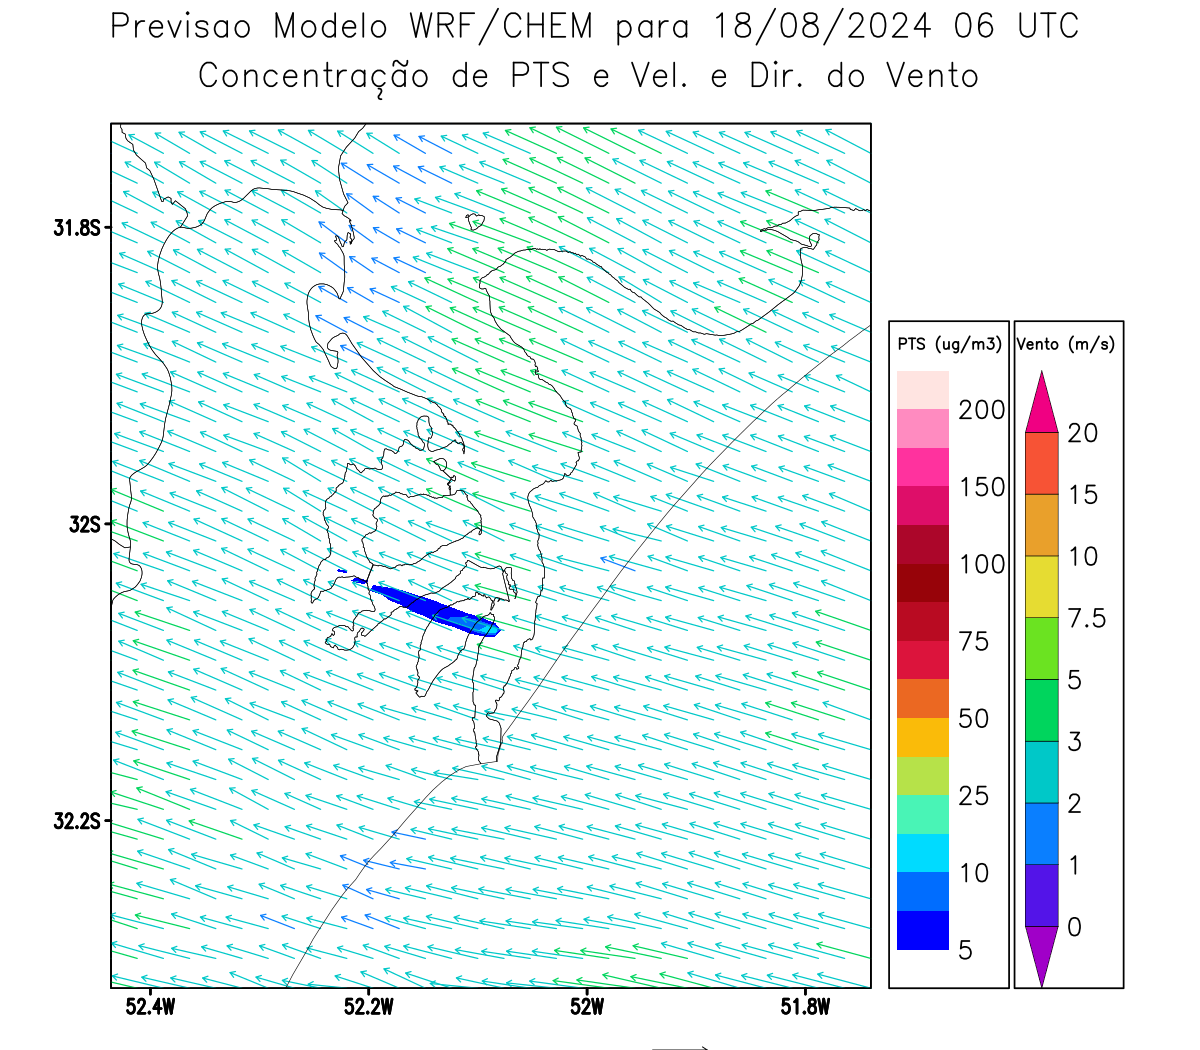 Previsao Modelo WRF/CHEM para 18/08/2024 06 UTC
Concentração de PTS e Vel. e Dir. do Vento
31.8S
32S
32.2S
52.4W
52.2W
52W
51.8W
PTS (ug/m3)
200
150
100
75
50
25
10
5
Vento (m/s)
20
15
10
7.5
5
3
2
1
0